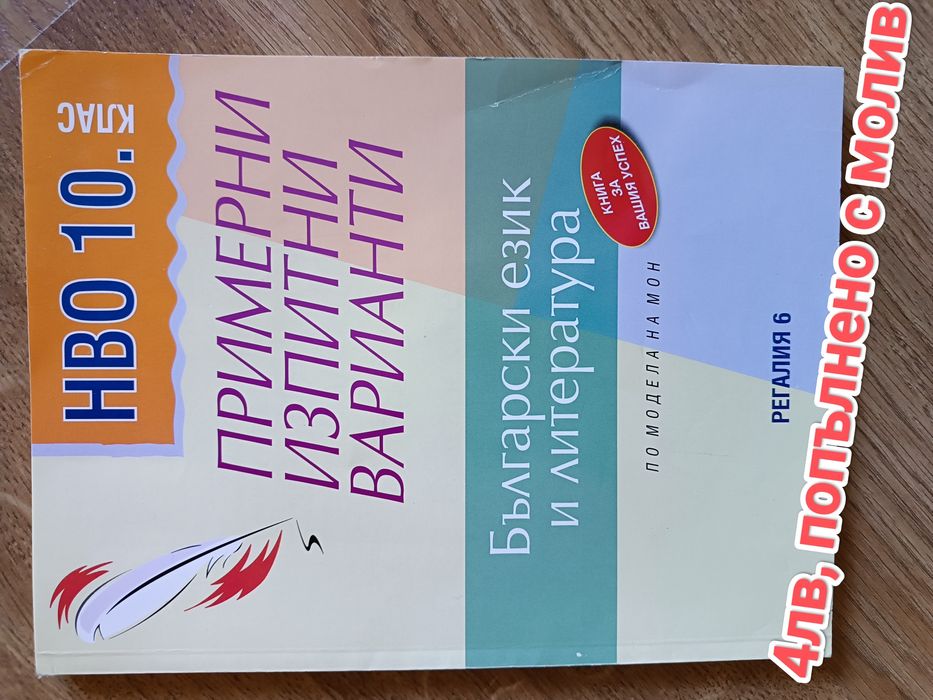 НВО 10.
КЛАС
ПРИМЕРНИ
ИЗПИТНИ
ВАРИАНТИ
Български език
и литература
КНИГА
ЗА
ВАШИЯ УСПЕХ
ПО МОДЕЛА НА МОН
РЕГАЛИЯ 6
4лв, попълнено с молив